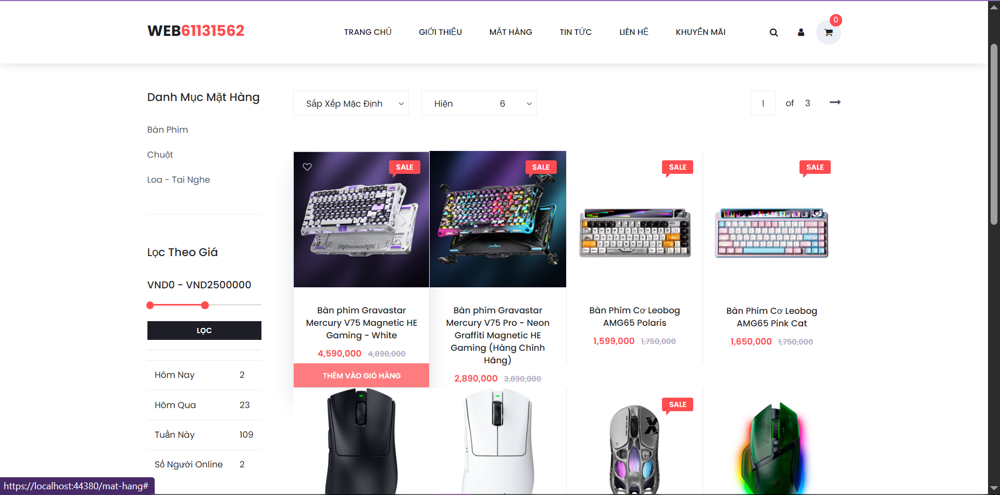 WEB61131562
TRANG CHỦ
GIỚI THIỆU
MẶT HÀNG
TIN TỨC
LIÊN HỆ
KHUYẾN MÃI
0
Danh Mục Mặt Hàng
Bàn Phím
Chuột
Loa - Tai Nghe
Lọc Theo Giá
VND0 - VND2500000
LỌC
Hôm Nay 2
Hôm Qua 23
Tuần Này 109
Số Người Online 2
Sắp Xếp Mặc Định
Hiện 6
1 of 3
SALE
Bàn phím Gravastar
Mercury V75 Magnetic HE
Gaming - White
4,590,000 4,890,000
THÊM VÀO GIỎ HÀNG
SALE
Bàn phím Gravastar
Mercury V75 Pro - Neon
Graffiti Magnetic HE
Gaming (Hàng Chính
Hãng)
2,890,000 3,890,000
SALE
Bàn Phím Cơ Leobog
AMG65 Polaris
1,599,000 1,750,000
SALE
Bàn Phím Cơ Leobog
AMG65 Pink Cat
1,650,000 1,750,000
SALE
https://localhost:44380/mat-hang#